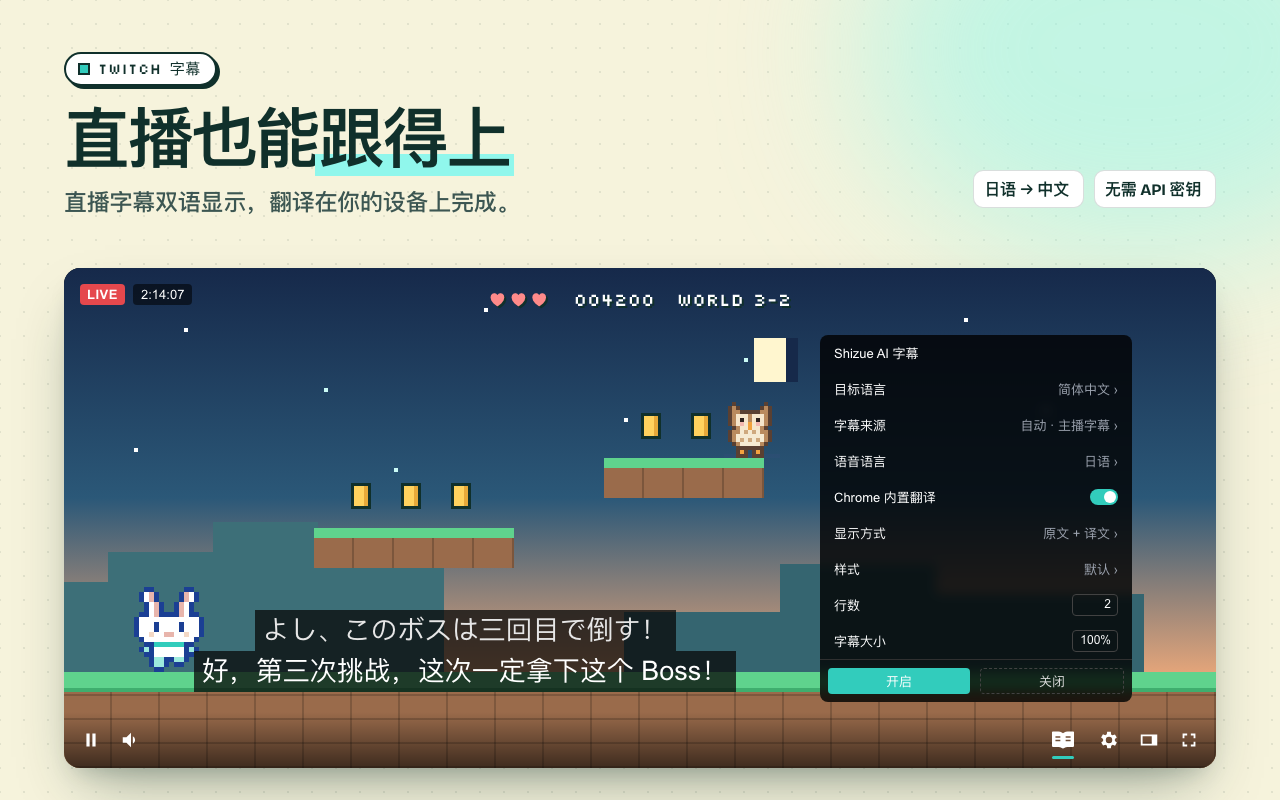 TWITCH 字幕
直播也能跟得上
直播字幕双语显示，翻译在你的设备上完成。
日语 → 中文
无需 API 密钥
LIVE 2:14:07
004200 WORLD 3-2
Shizue AI 字幕
目标语言 简体中文 ›
字幕来源 自动 · 主播字幕 ›
语音语言 日语 ›
Chrome 内置翻译
显示方式 原文 + 译文 ›
样式 默认 ›
行数 2
字幕大小 100%
开启 关闭
よし、このボスは三回目で倒す！
好，第三次挑战，这次一定拿下这个 Boss！